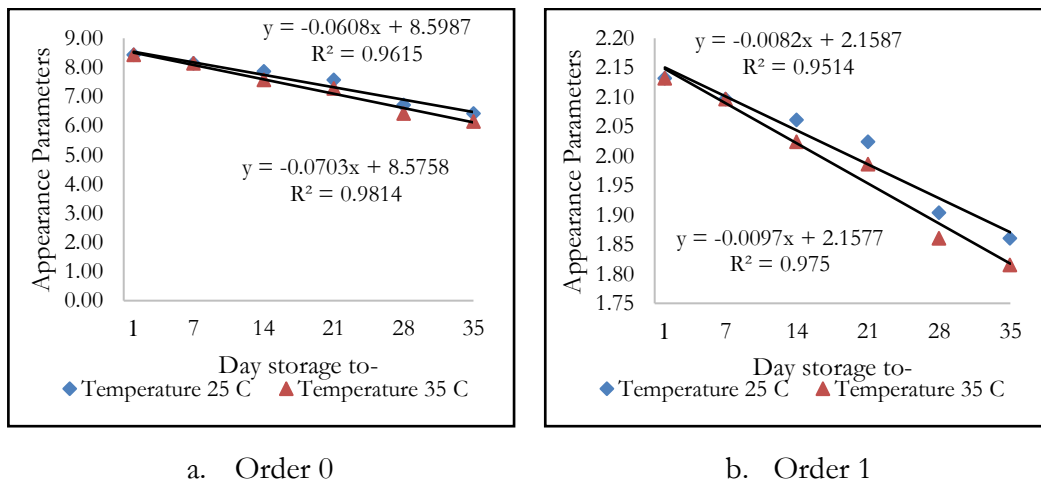 y = -0.0608x + 8.5987
R² = 0.9615
9.00
8.00
7.00
6.00
5.00
4.00
3.00
2.00
1.00
0.00
Appearance Parameters
y = -0.0703x + 8.5758
R² = 0.9814
1 7 14 21 28 35
Day storage to-
Temperature 25 C Temperature 35 C
a. Order 0
y = -0.0082x + 2.1587
R² = 0.9514
2.20
2.15
2.10
2.05
2.00
1.95
1.90
1.85
1.80
1.75
Appearance Parameters
y = -0.0097x + 2.1577
R² = 0.975
1 7 14 21 28 35
Day storage to-
Temperature 25 C Temperature 35 C
b. Order 1